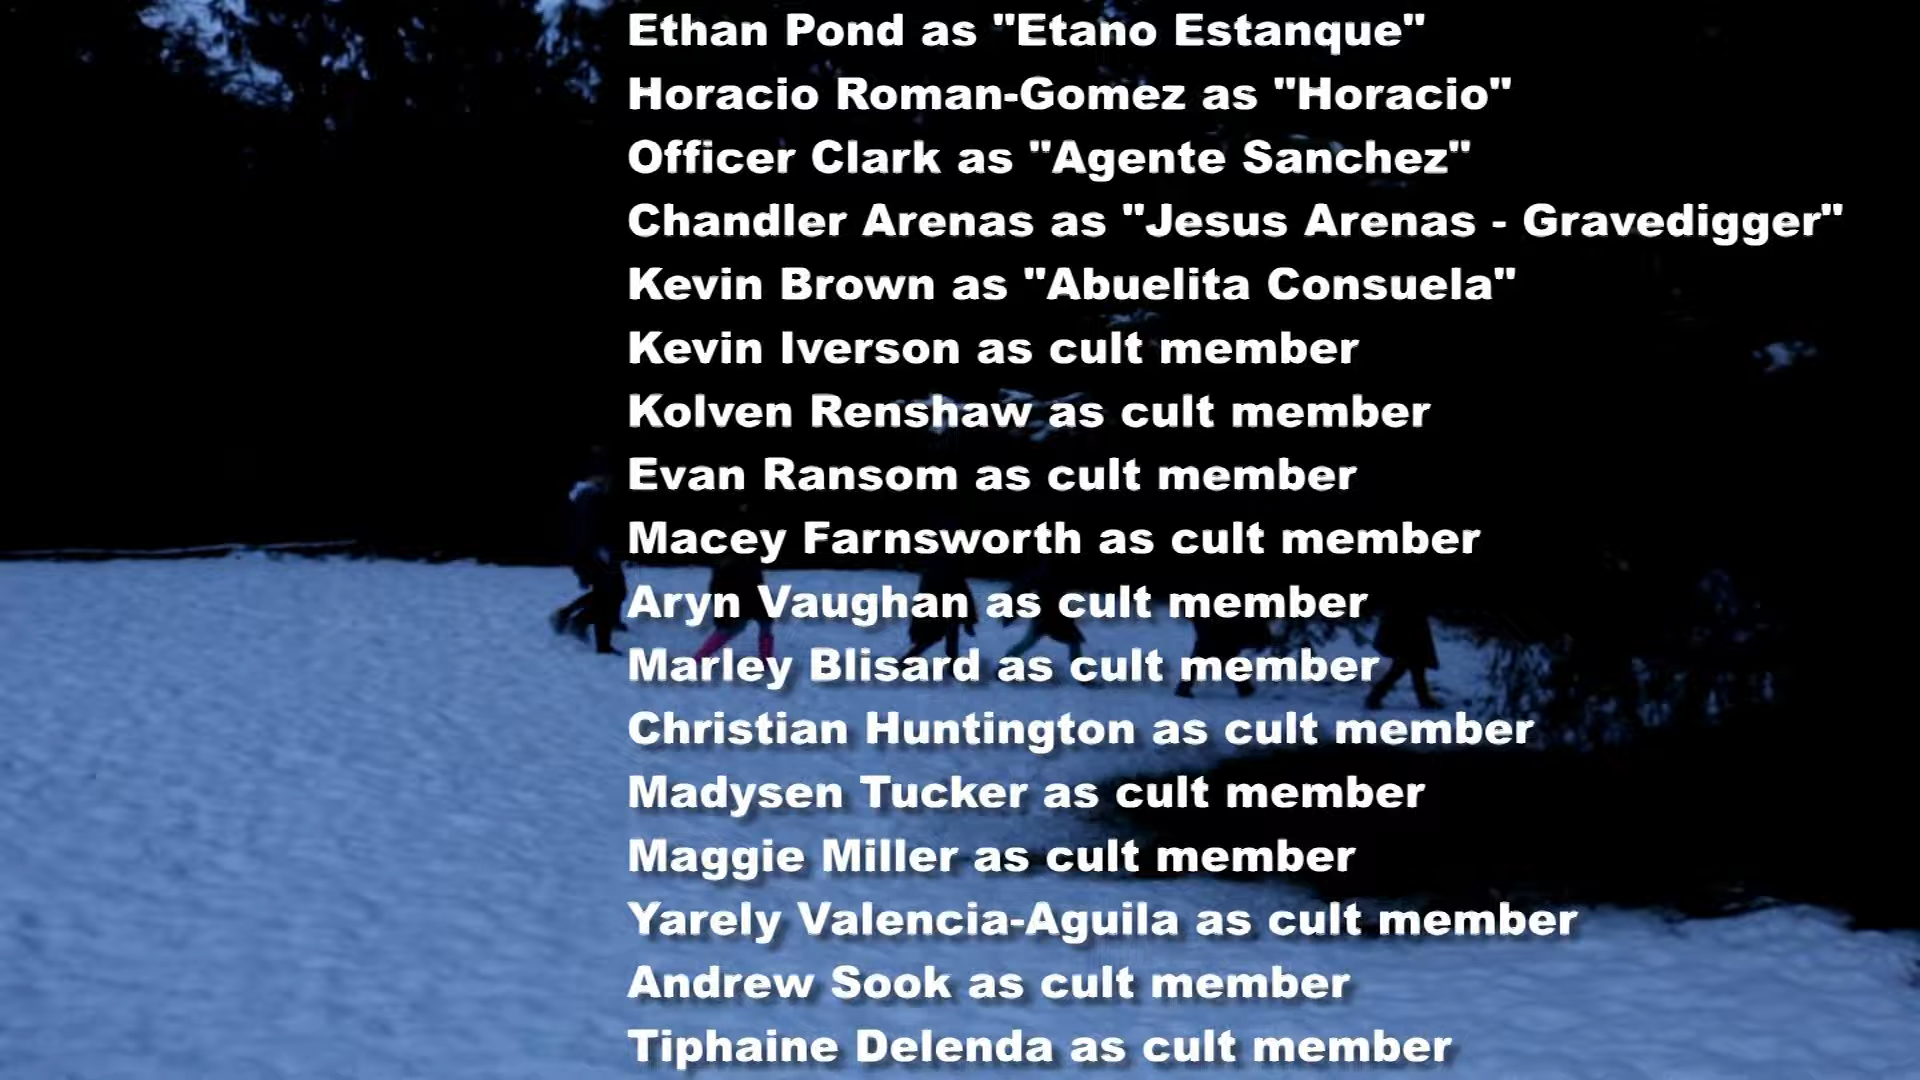 Ethan Pond as "Etano Estanque"
Horacio Roman-Gomez as "Horacio"
Officer Clark as "Agente Sanchez"
Chandler Arenas as "Jesus Arenas - Gravedigger"
Kevin Brown as "Abuelita Consuela"
Kevin Iverson as cult member
Kolven Renshaw as cult member
Evan Ransom as cult member
Macey Farnsworth as cult member
Aryn Vaughan as cult member
Marley Blisard as cult member
Christian Huntington as cult member
Madysen Tucker as cult member
Maggie Miller as cult member
Yarely Valencia-Aguila as cult member
Andrew Sook as cult member
Tiphaine Delenda as cult member